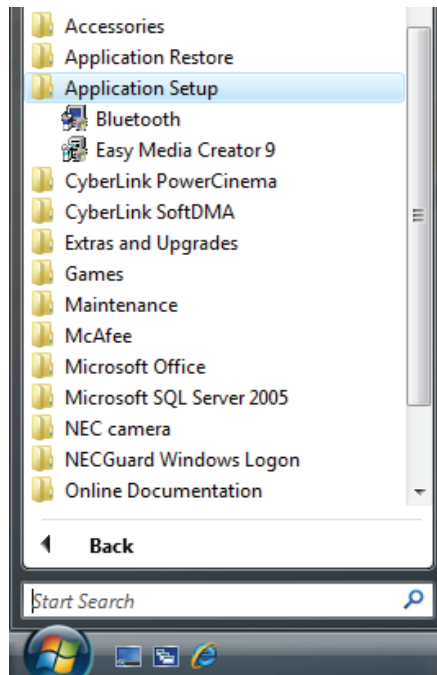 Accessories
Application Restore
Application Setup
Bluetooth
Easy Media Creator 9
CyberLink PowerCinema
CyberLink SoftDMA
Extras and Upgrades
Games
Maintenance
McAfee
Microsoft Office
Microsoft SQL Server 2005
NEC camera
NECGuard Windows Logon
Online Documentation
Back
Start Search